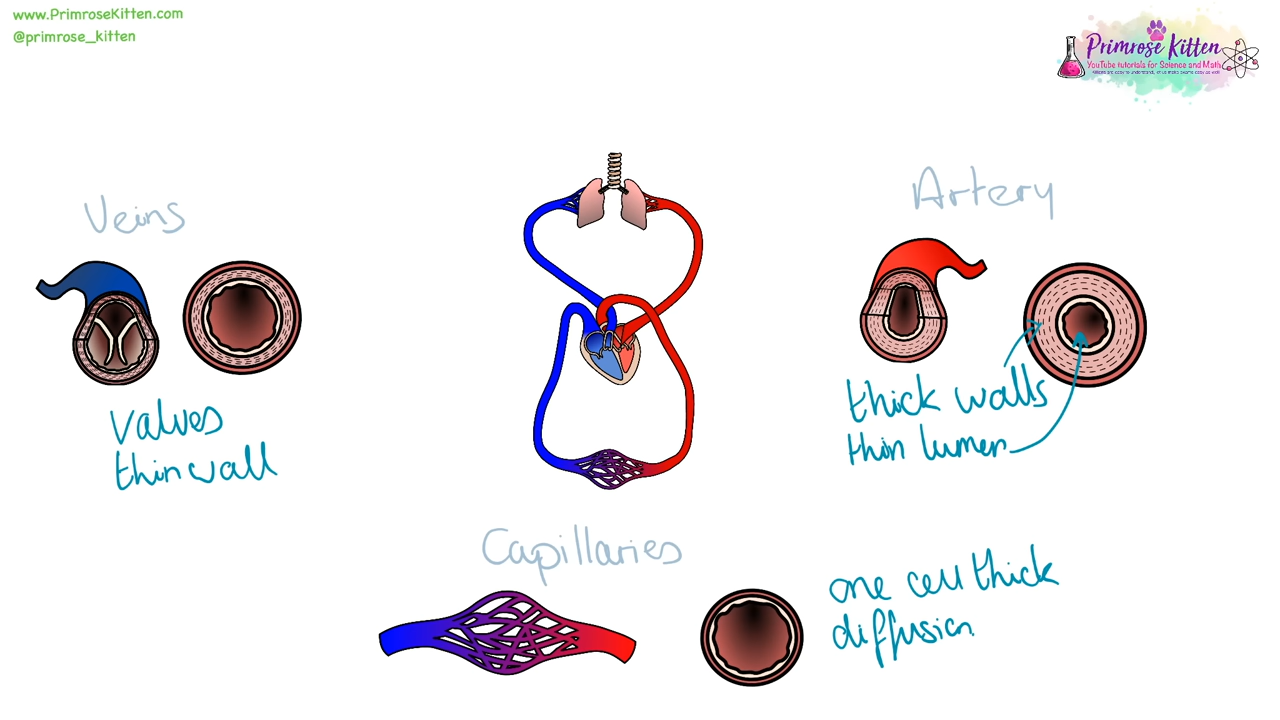 www.PrimroseKitten.com
@primrose_kitten
Primrose Kitten
YouTube tutorials for Science and Math
Veins
Artery
valves
thin wall
thick walls
thin lumen
Capillaries
one cell thick
diffusion